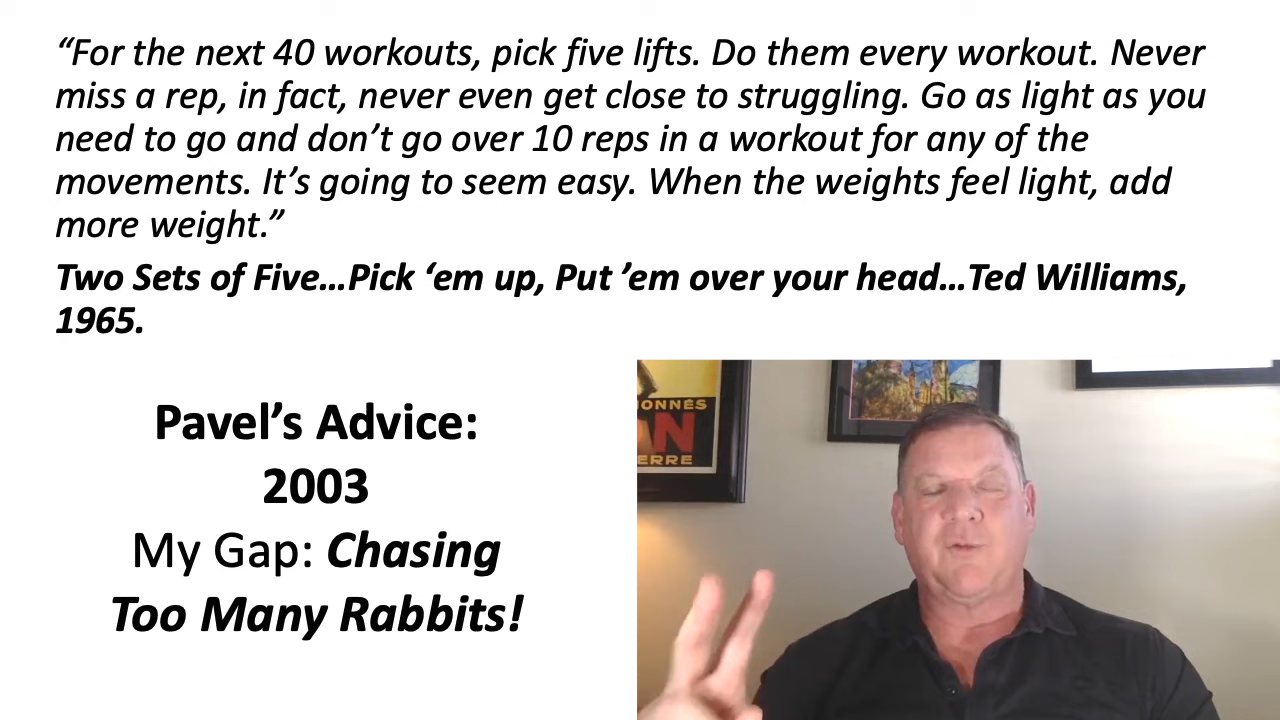 “For the next 40 workouts, pick five lifts. Do them every workout. Never
miss a rep, in fact, never even get close to struggling. Go as light as you
need to go and don’t go over 10 reps in a workout for any of the
movements. It’s going to seem easy. When the weights feel light, add
more weight.”
Two Sets of Five…Pick ‘em up, Put ’em over your head…Ted Williams,
1965.
Pavel’s Advice:
2003
My Gap: Chasing
Too Many Rabbits!
IONNÉS
AN
ERRE